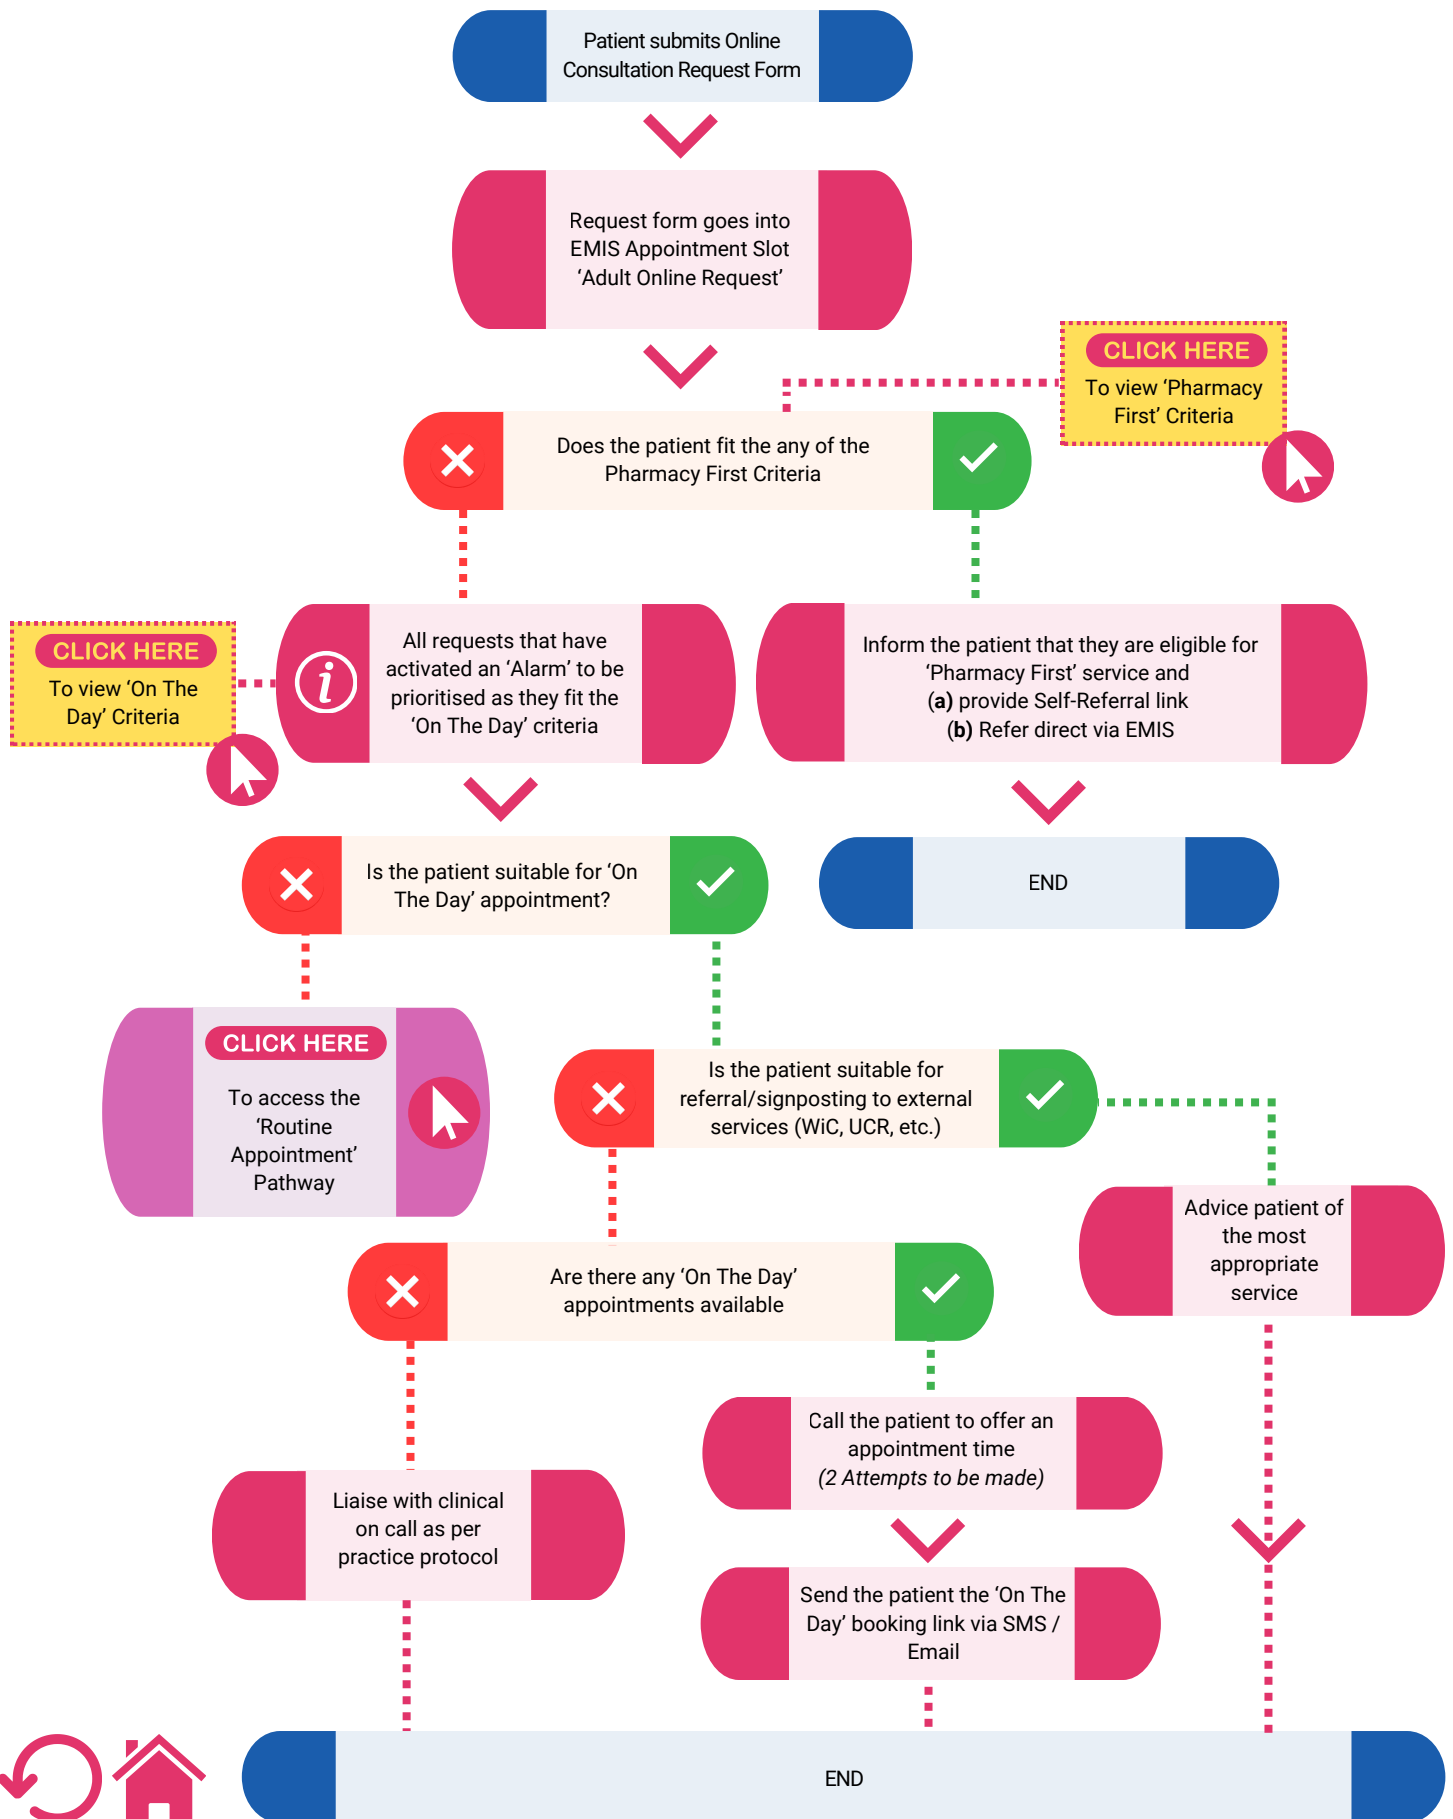 Patient submits Online
Consultation Request Form
Request form goes into
EMIS Appointment Slot
‘Adult Online Request’
CLICK HERE
To view ‘Pharmacy
First’ Criteria
Does the patient fit the any of the
Pharmacy First Criteria
CLICK HERE
To view ‘On The
Day’ Criteria
i
All requests that have
activated an ‘Alarm’ to be
prioritised as they fit the
‘On The Day’ criteria
Inform the patient that they are eligible for
‘Pharmacy First’ service and
(a) provide Self-Referral link
(b) Refer direct via EMIS
Is the patient suitable for ‘On
The Day’ appointment?
END
CLICK HERE
To access the
‘Routine
Appointment’
Pathway
Is the patient suitable for
referral/signposting to external
services (WiC, UCR, etc.)
Advice patient of
the most
appropriate
service
Are there any ‘On The Day’
appointments available
Call the patient to offer an
appointment time
(2 Attempts to be made)
Liaise with clinical
on call as per
practice protocol
Send the patient the ‘On The
Day’ booking link via SMS /
Email
END